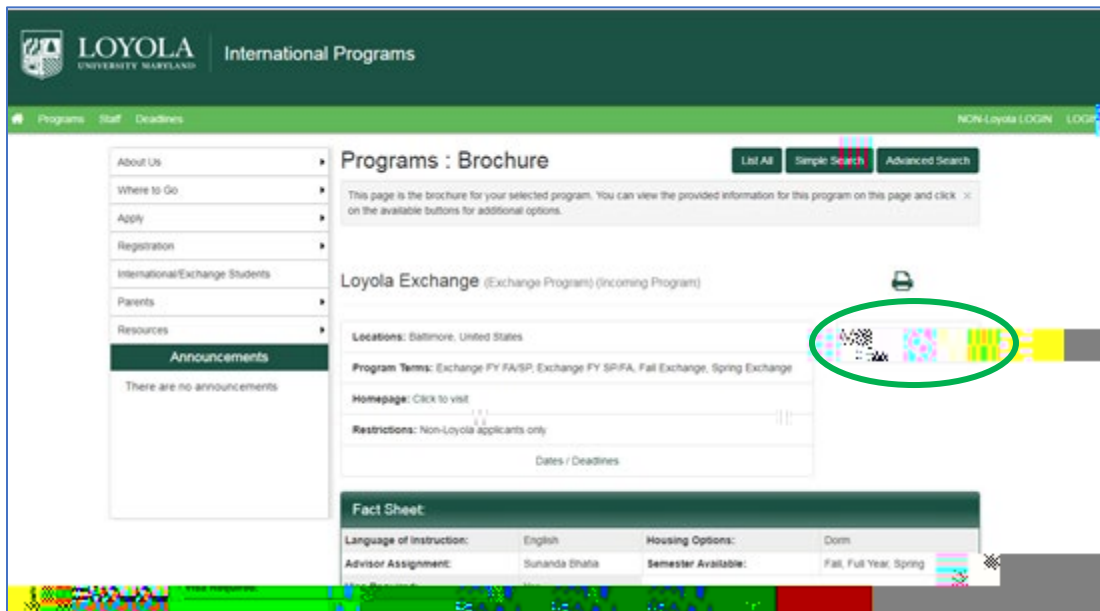 LOYOLA
UNIVERSITY MARYLAND
International Programs
Programs Staff Deadines
NON-Loyola LOGIN LOGIN
About Us
Where to Go
Apply
Registration
International/Exchange Students
Parents
Resources
Announcements
There are no announcements
Programs : Brochure
List All Simple Search Advanced Search
This page is the brochure for your selected program. You can view the provided information for this program on this page and click
on the available buttons for additional options.
Loyola Exchange (Exchange Program) (Incoming Program)
Locations: Baltimore, United States
Program Terms: Exchange FY FA/SP, Exchange FY SP/FA, Fall Exchange, Spring Exchange
Homepage: Click to visit
Restrictions: Non-Loyola applicants only
Dates / Deadlines
Fact Sheet:
Language of Instruction: English Housing Options: Dorm
Advisor Assignment: Sunanda Bhatia Semester Available: Fall, Full Year, Spring
Visa Required: